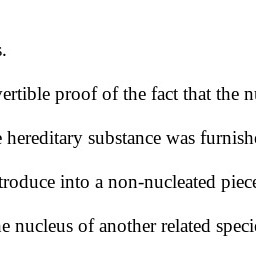 s.
vertible proof of the fact that the nu
e hereditary substance was furnishe
troduce into a non-nucleated piece
e nucleus of another related specie